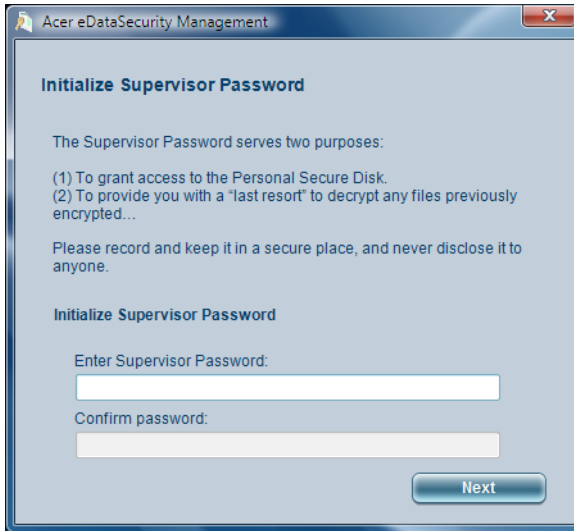 Acer eDataSecurity Management
Initialize Supervisor Password
The Supervisor Password serves two purposes:
(1) To grant access to the Personal Secure Disk.
(2) To provide you with a “last resort” to decrypt any files previously
encrypted...
Please record and keep it in a secure place, and never disclose it to
anyone.
Initialize Supervisor Password
Enter Supervisor Password:
Confirm password:
Next